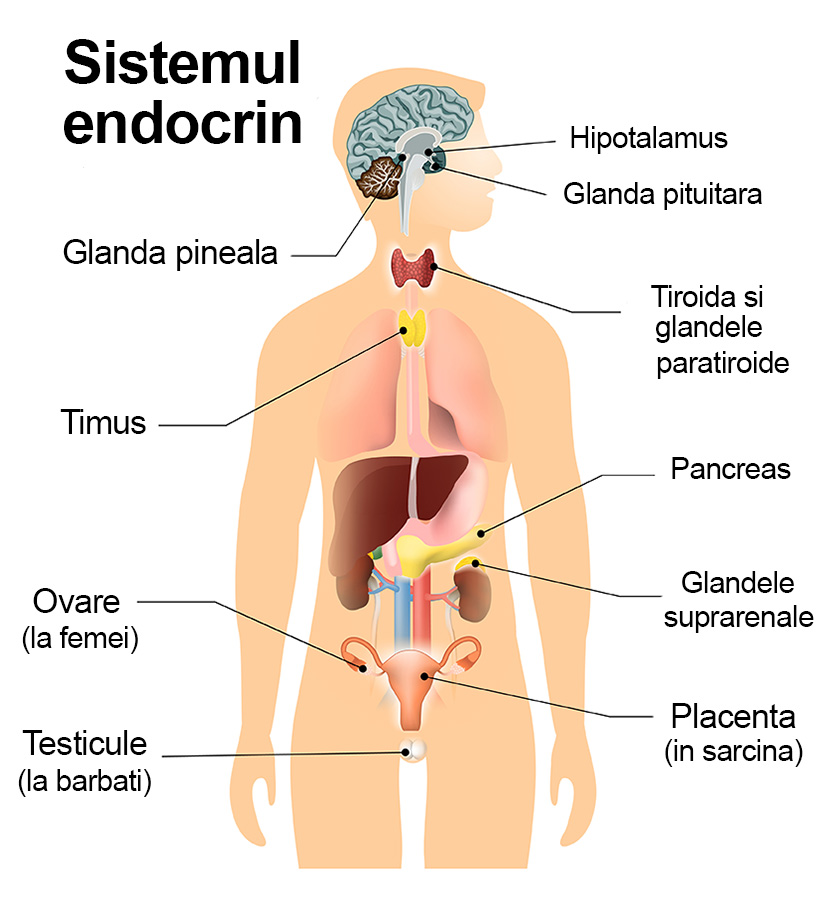 Sistemul
endocrin
Hipotalamus
Glanda pituitara
Glanda pineala
Tiroida si
glandele
paratiroide
Timus
Pancreas
Glandele
suprarenale
Ovare
(la femei)
Placenta
(in sarcina)
Testicule
(la barbati)